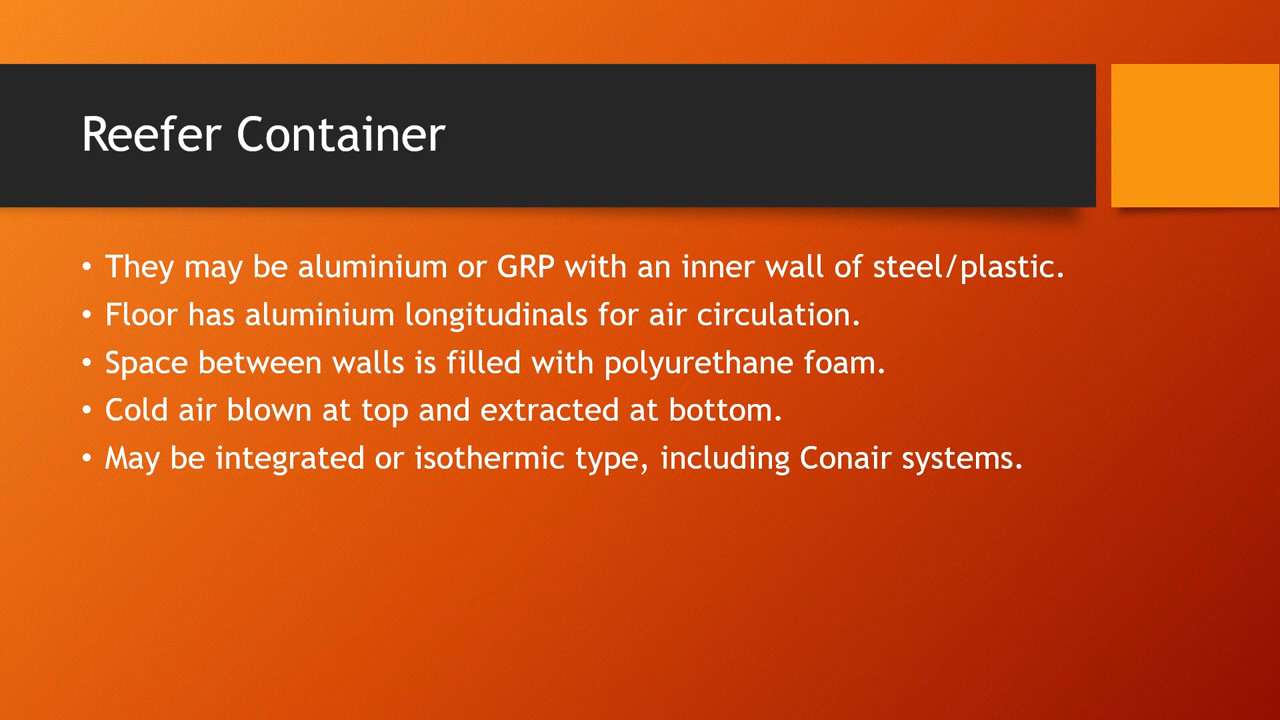 Reefer Container
• They may be aluminium or GRP with an inner wall of steel/plastic.
• Floor has aluminium longitudinals for air circulation.
• Space between walls is filled with polyurethane foam.
• Cold air blown at top and extracted at bottom.
• May be integrated or isothermic type, including Conair systems.